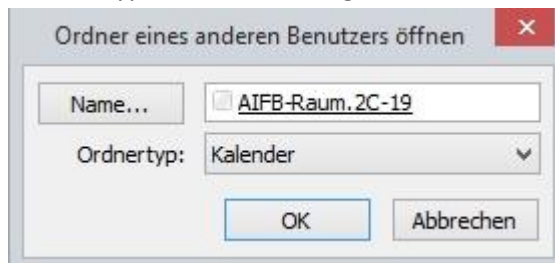 Ordner eines anderen Benutzers öffnen
Name... AIFB-Raum.2C-19
Ordnertyp: Kalender
OK Abbrechen